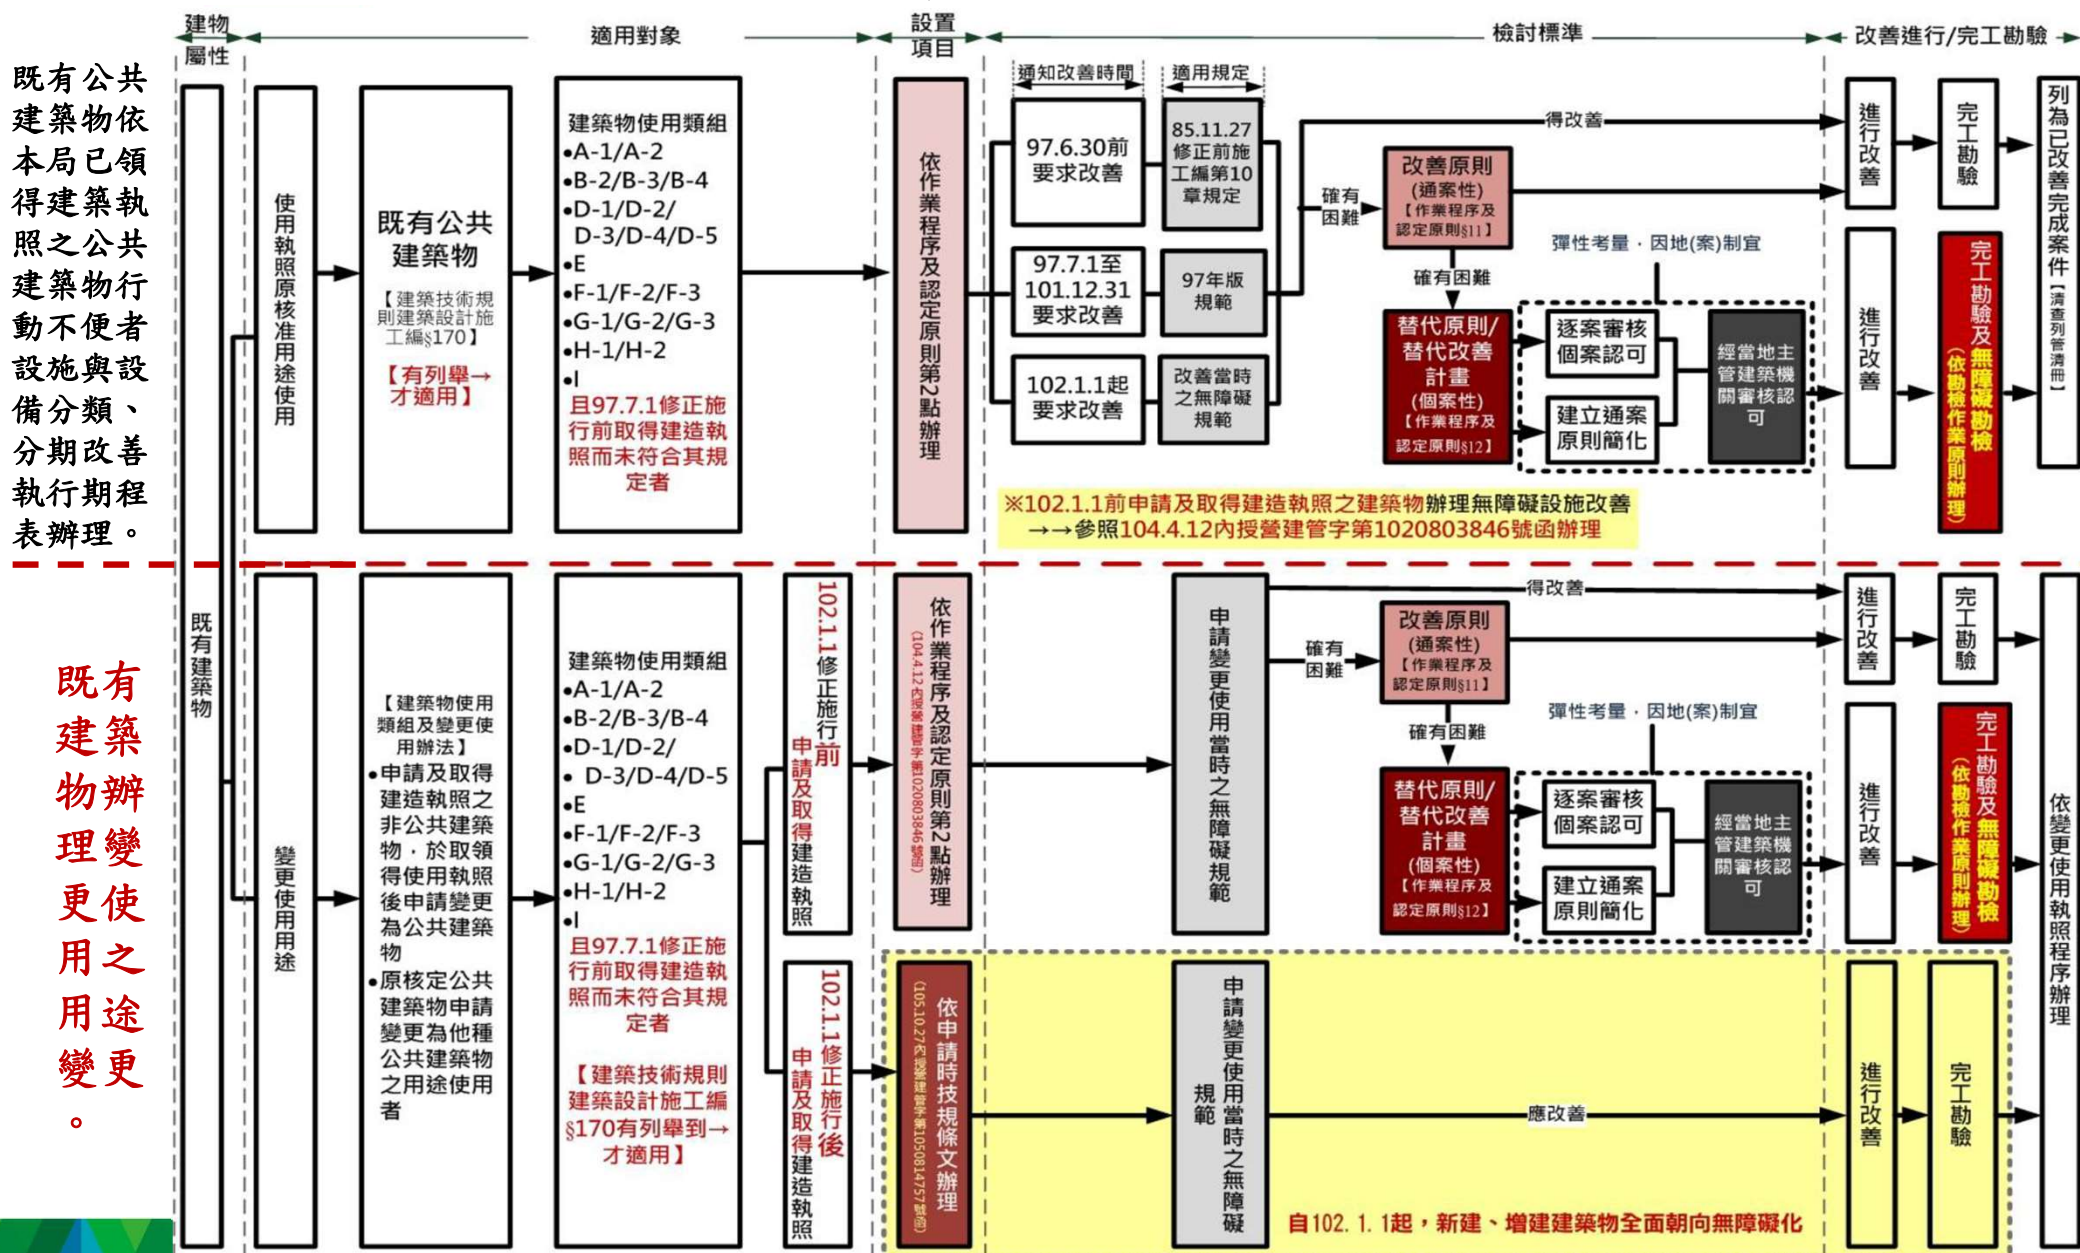 建物
屬性
適用對象
設置
項目
檢討標準
改善進行/完工勘驗
既有公共
建築物依
本局已領
得建築執
照之公共
建築物行
動不便者
設施與設
備分類、
分期改善
執行期程
表辦理。
既有建築物
使用執照原核准用途使用
既有公共
建築物
【建築技術規
則建築設計施
工編§170】
【有列舉→
才適用】
建築物使用類組
•A-1/A-2
•B-2/B-3/B-4
•D-1/D-2/
D-3/D-4/D-5
•E
•F-1/F-2/F-3
•G-1/G-2/G-3
•H-1/H-2
•I
且97.7.1修正施
行前取得建造執
照而未符合其規
定者
依作業程序及認定原則第2點辦理
通知改善時間
適用規定
97.6.30前
要求改善
85.11.27
修正前施
工編第10
章規定
97.7.1至
101.12.31
要求改善
97年版
規範
102.1.1起
要求改善
改善當時
之無障礙
規範
得改善
確有
困難
改善原則
(通案性)
【作業程序及
認定原則§11】
確有困難
替代原則/
替代改善
計畫
(個案性)
【作業程序及
認定原則§12】
彈性考量，因地(案)制宜
逐案審核
個案認可
建立通案
原則簡化
經當地主
管建築機
關審核認
可
進行改善
完工勘驗
進行改善
完工勘驗及無障礙勘檢
(依勘檢作業原則辦理)
列為已改善完成案件【清查列管清冊】
※102.1.1前申請及取得建造執照之建築物辦理無障礙設施改善
→→參照104.4.12內授營建管字第1020803846號函辦理
既有
建築
物辦
理變
更使
用之
用途
變更
。
變更使用用途
【建築物使用
類組及變更使
用辦法】
•申請及取得
建造執照之
非公共建築
物，於取領
得使用執照
後申請變更
為公共建築
物
•原核定公共
建築物申請
變更為他種
公共建築物
之用途使用
者
建築物使用類組
•A-1/A-2
•B-2/B-3/B-4
•D-1/D-2/
• D-3/D-4/D-5
•E
•F-1/F-2/F-3
•G-1/G-2/G-3
•H-1/H-2
•I
且97.7.1修正施
行前取得建造執
照而未符合其規
定者
【建築技術規則
建築設計施工編
§170有列舉到→
才適用】
102.1.1修正施行前
申請及取得建造執照
102.1.1修正施行後
申請及取得建造執照
依作業程序及認定原則第2點辦理
(104.4.12內授營建管字第1020803846號函)
申請變更使用當時之無障礙規範
得改善
確有
困難
改善原則
(通案性)
【作業程序及
認定原則§11】
確有困難
替代原則/
替代改善
計畫
(個案性)
【作業程序及
認定原則§12】
彈性考量，因地(案)制宜
逐案審核
個案認可
建立通案
原則簡化
經當地主
管建築機
關審核認
可
進行改善
完工勘驗
進行改善
完工勘驗及無障礙勘檢
(依勘檢作業原則辦理)
依變更使用執照程序辦理
依申請時技規條文辦理
(105.10.27內授營建管字第1050814757號函)
申請變更使用當時之無障礙
規範
應改善
進行改善
完工勘驗
自102.1.1起，新建、增建建築物全面朝向無障礙化